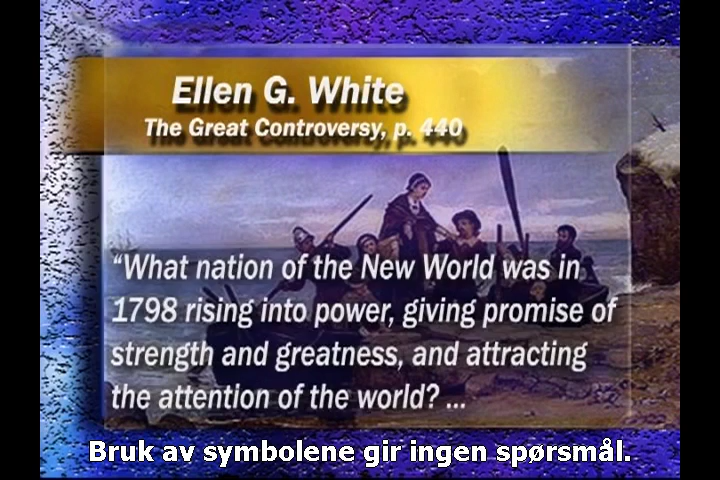 Ellen G. White
The Great Controversy, p. 440
“What nation of the New World was in
1798 rising into power, giving promise of
strength and greatness, and attracting
the attention of the world? ...
Bruk av symbolene gir ingen spørsmål.